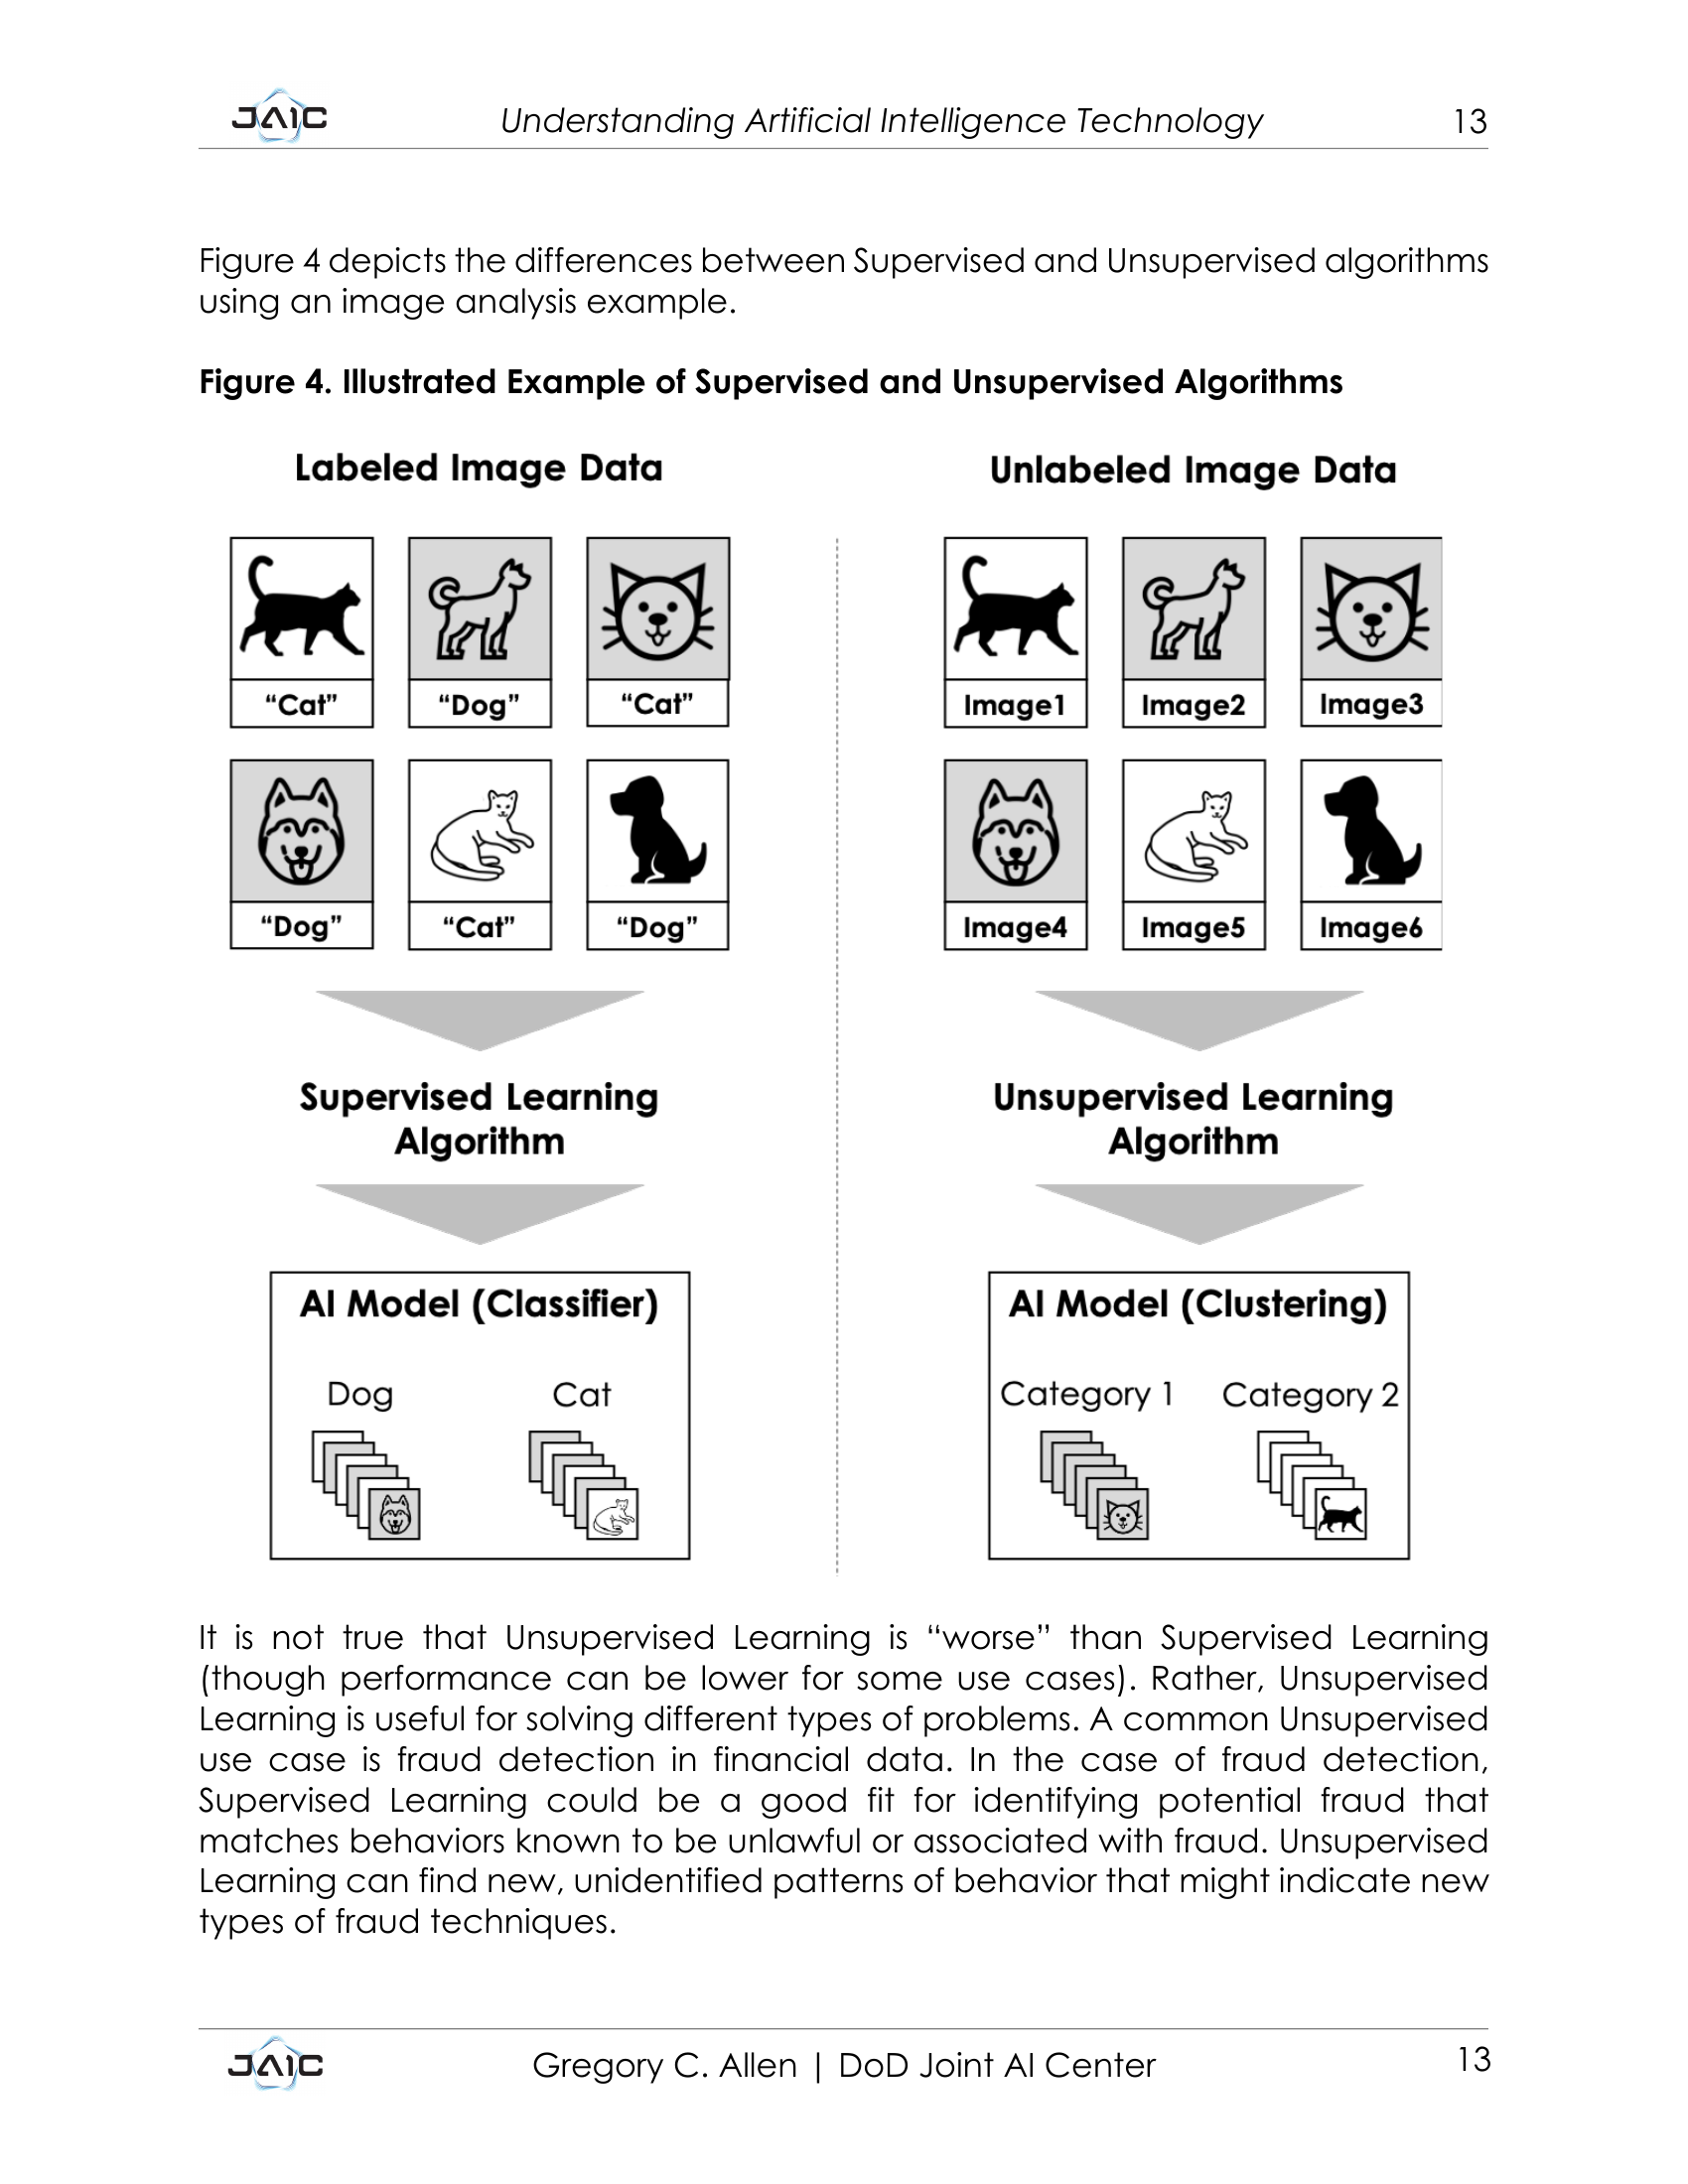 JAIC Understanding Artificial Intelligence Technology 13
Figure 4 depicts the differences between Supervised and Unsupervised algorithms
using an image analysis example.
Figure 4. Illustrated Example of Supervised and Unsupervised Algorithms
Labeled Image Data
“Cat” “Dog” “Cat”
“Dog” “Cat” “Dog”
Supervised Learning
Algorithm
AI Model (Classifier)
Dog Cat
Unlabeled Image Data
Image1 Image2 Image3
Image4 Image5 Image6
Unsupervised Learning
Algorithm
AI Model (Clustering)
Category 1 Category 2
It is not true that Unsupervised Learning is “worse” than Supervised Learning
(though performance can be lower for some use cases). Rather, Unsupervised
Learning is useful for solving different types of problems. A common Unsupervised
use case is fraud detection in financial data. In the case of fraud detection,
Supervised Learning could be a good fit for identifying potential fraud that
matches behaviors known to be unlawful or associated with fraud. Unsupervised
Learning can find new, unidentified patterns of behavior that might indicate new
types of fraud techniques.
JAIC Gregory C. Allen | DoD Joint AI Center 13